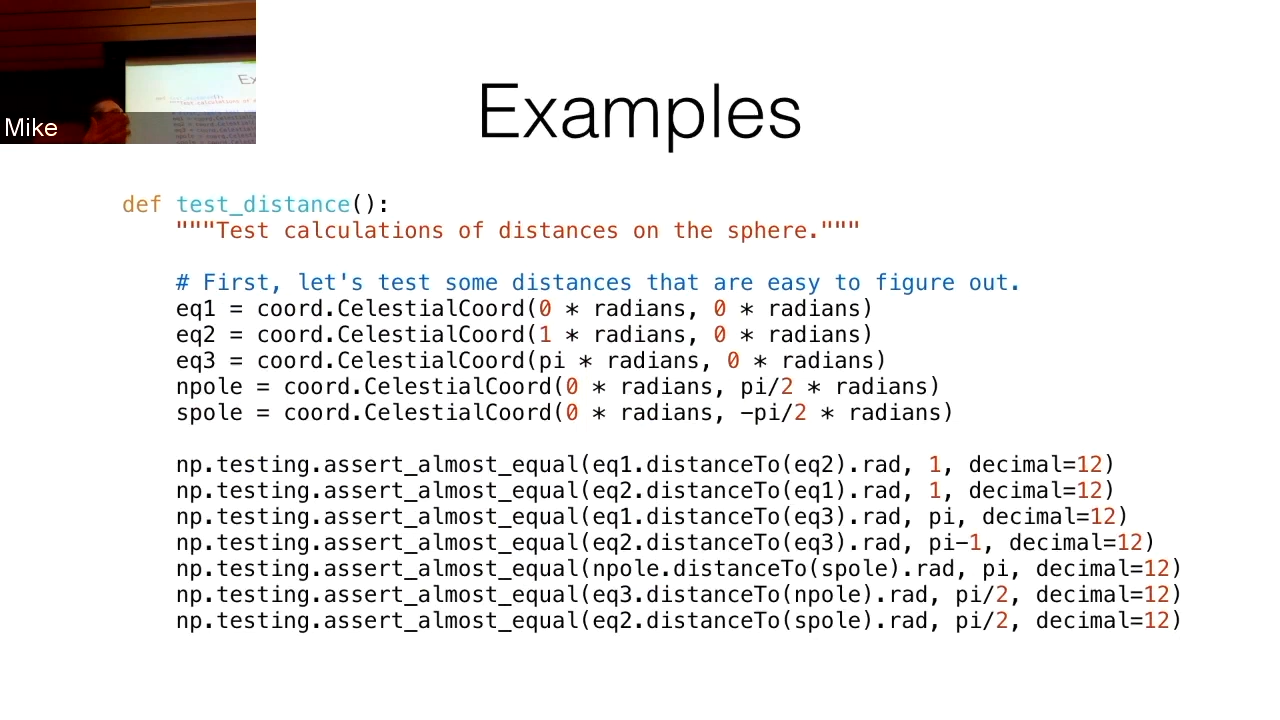 Mike
Examples
def test_distance():
    """Test calculations of distances on the sphere."""
    # First, let's test some distances that are easy to figure out.
    eq1 = coord.CelestialCoord(0 * radians, 0 * radians)
    eq2 = coord.CelestialCoord(1 * radians, 0 * radians)
    eq3 = coord.CelestialCoord(pi * radians, 0 * radians)
    npole = coord.CelestialCoord(0 * radians, pi/2 * radians)
    spole = coord.CelestialCoord(0 * radians, -pi/2 * radians)
    np.testing.assert_almost_equal(eq1.distanceTo(eq2).rad, 1, decimal=12)
    np.testing.assert_almost_equal(eq2.distanceTo(eq1).rad, 1, decimal=12)
    np.testing.assert_almost_equal(eq1.distanceTo(eq3).rad, pi, decimal=12)
    np.testing.assert_almost_equal(eq2.distanceTo(eq3).rad, pi-1, decimal=12)
    np.testing.assert_almost_equal(npole.distanceTo(spole).rad, pi, decimal=12)
    np.testing.assert_almost_equal(eq3.distanceTo(npole).rad, pi/2, decimal=12)
    np.testing.assert_almost_equal(eq2.distanceTo(spole).rad, pi/2, decimal=12)